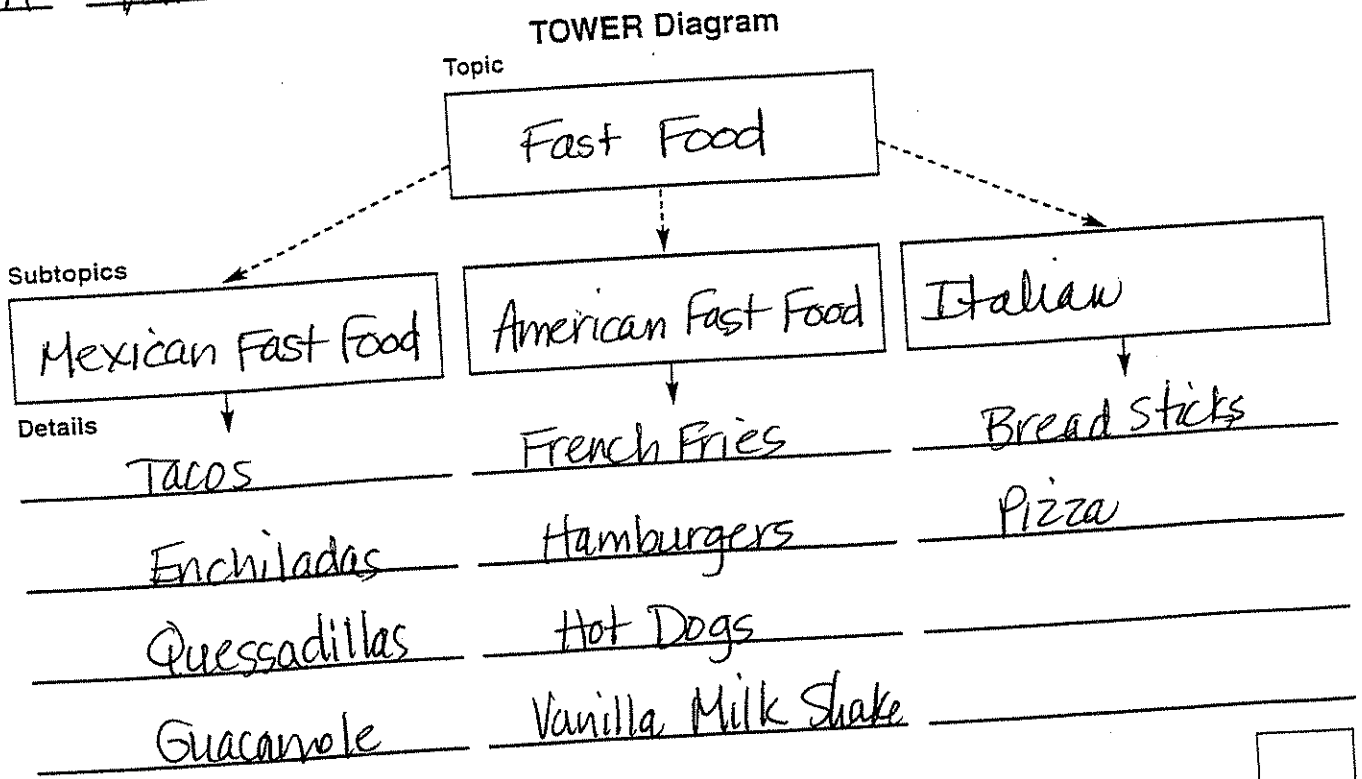 TOWER Diagram
Topic
Fast Food
Subtopics
Mexican Fast Food
American Fast Food
Italian
Details
Tacos
French Fries
Bread Sticks
Enchiladas
Hamburgers
Pizza
Quessadillas
Hot Dogs
Guacamole
Vanilla Milk Shake